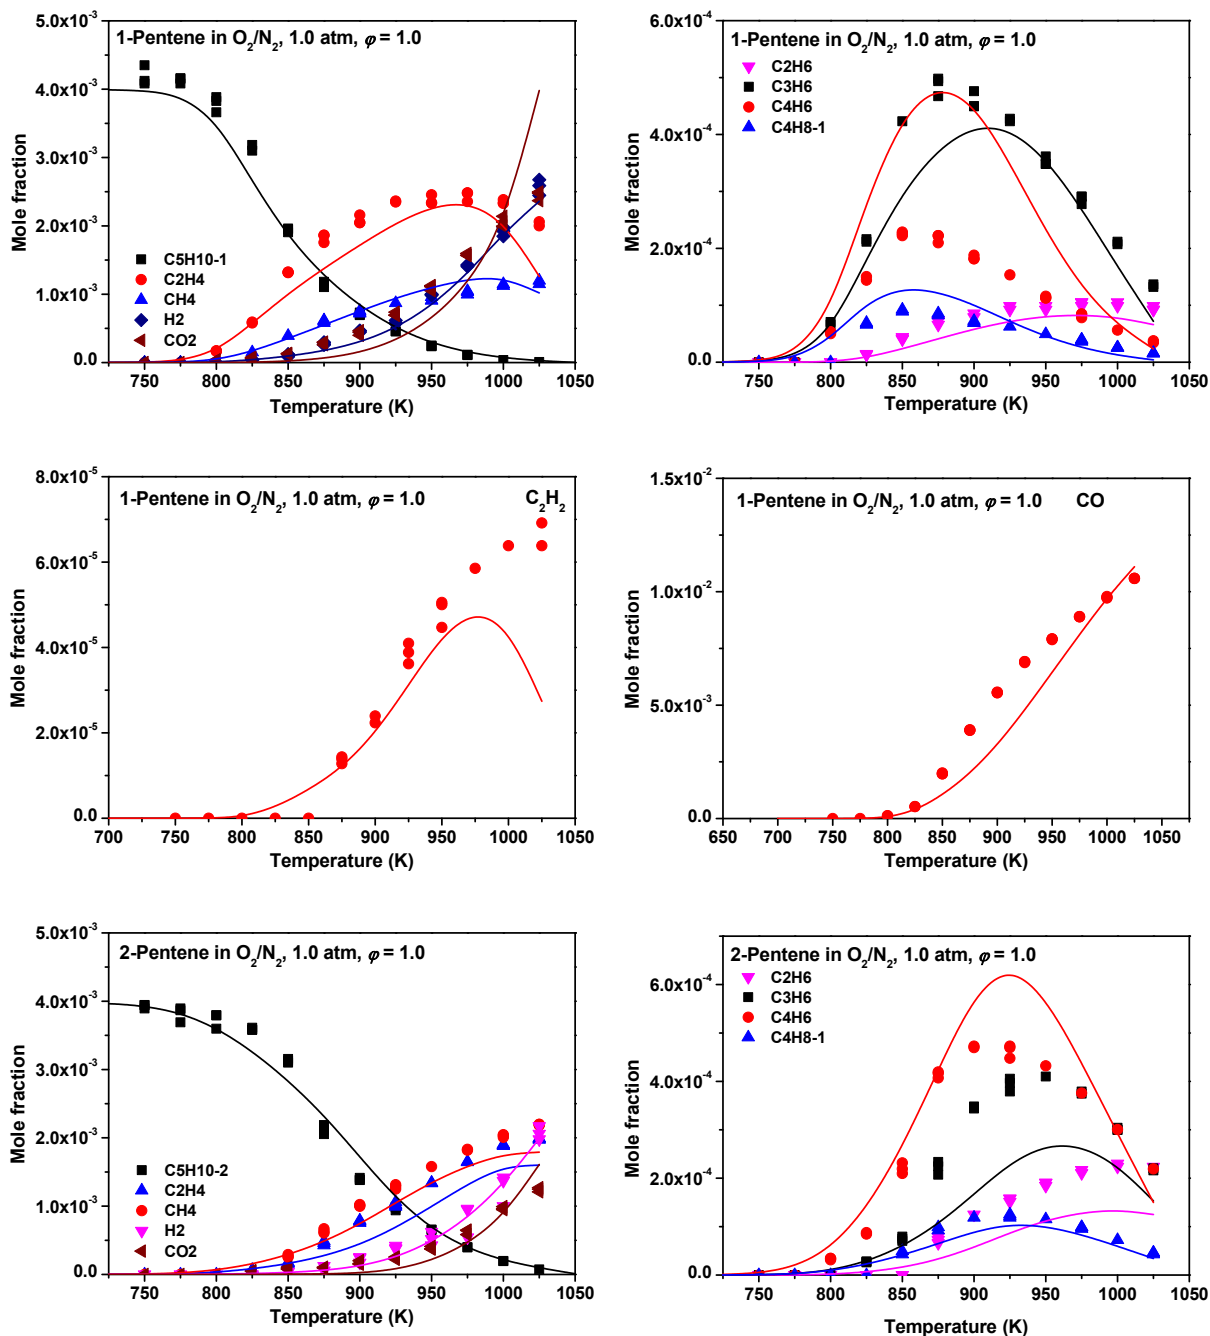 1-Pentene in O₂/N₂, 1.0 atm, φ = 1.0
5.0x10⁻³
4.0x10⁻³
3.0x10⁻³
2.0x10⁻³
1.0x10⁻³
0.0
Mole fraction
C5H10-1
C2H4
CH4
H2
CO2
750 800 850 900 950 1000 1050
Temperature (K)
1-Pentene in O₂/N₂, 1.0 atm, φ = 1.0
6.0x10⁻⁴
4.0x10⁻⁴
2.0x10⁻⁴
0.0
Mole fraction
C2H6
C3H6
C4H6
C4H8-1
750 800 850 900 950 1000 1050
Temperature (K)
1-Pentene in O₂/N₂, 1.0 atm, φ = 1.0 C₂H₂
8.0x10⁻⁵
6.0x10⁻⁵
4.0x10⁻⁵
2.0x10⁻⁵
0.0
Mole fraction
700 750 800 850 900 950 1000 1050
Temperature (K)
1-Pentene in O₂/N₂, 1.0 atm, φ = 1.0 CO
1.5x10⁻²
1.0x10⁻²
5.0x10⁻³
0.0
Mole fraction
650 700 750 800 850 900 950 1000 1050
Temperature (K)
2-Pentene in O₂/N₂, 1.0 atm, φ = 1.0
5.0x10⁻³
4.0x10⁻³
3.0x10⁻³
2.0x10⁻³
1.0x10⁻³
0.0
Mole fraction
C5H10-2
C2H4
CH4
H2
CO2
750 800 850 900 950 1000 1050
Temperature (K)
2-Pentene in O₂/N₂, 1.0 atm, φ = 1.0
6.0x10⁻⁴
4.0x10⁻⁴
2.0x10⁻⁴
0.0
Mole fraction
C2H6
C3H6
C4H6
C4H8-1
750 800 850 900 950 1000 1050
Temperature (K)